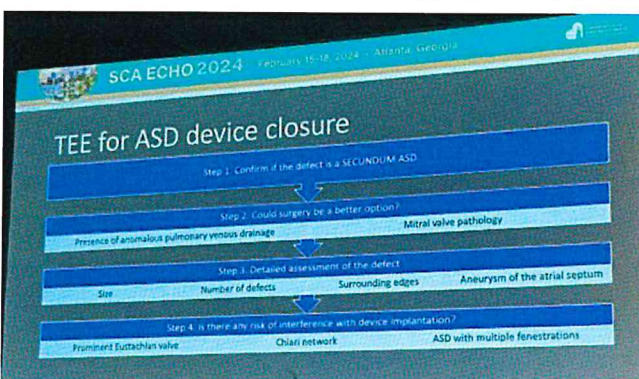 SCA ECHO 2024 February 15-18, 2024 - Atlanta, Georgia
TEE for ASD device closure
Step 1. Confirm if the defect is a SECUNDUM ASD
Step 2. Could surgery be a better option?
Presence of anomalous pulmonary venous drainage Mitral valve pathology
Step 3. Detailed assessment of the defect
Size Number of defects Surrounding edges Aneurysm of the atrial septum
Step 4. Is there any risk of interference with device implantation?
Prominent Eustachian valve Chiari network ASD with multiple fenestrations